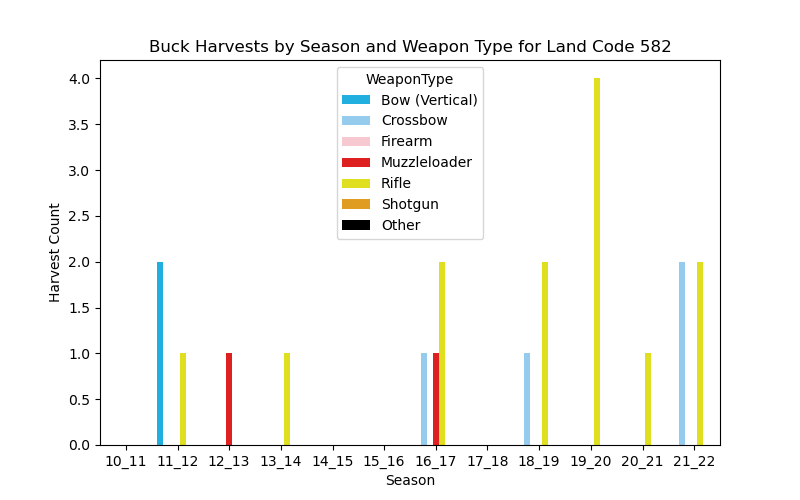 Buck Harvests by Season and Weapon Type for Land Code 582
WeaponType
Bow (Vertical)
Crossbow
Firearm
Muzzleloader
Rifle
Shotgun
Other
Harvest Count
4.0
3.5
3.0
2.5
2.0
1.5
1.0
0.5
0.0
10_11 11_12 12_13 13_14 14_15 15_16 16_17 17_18 18_19 19_20 20_21 21_22
Season